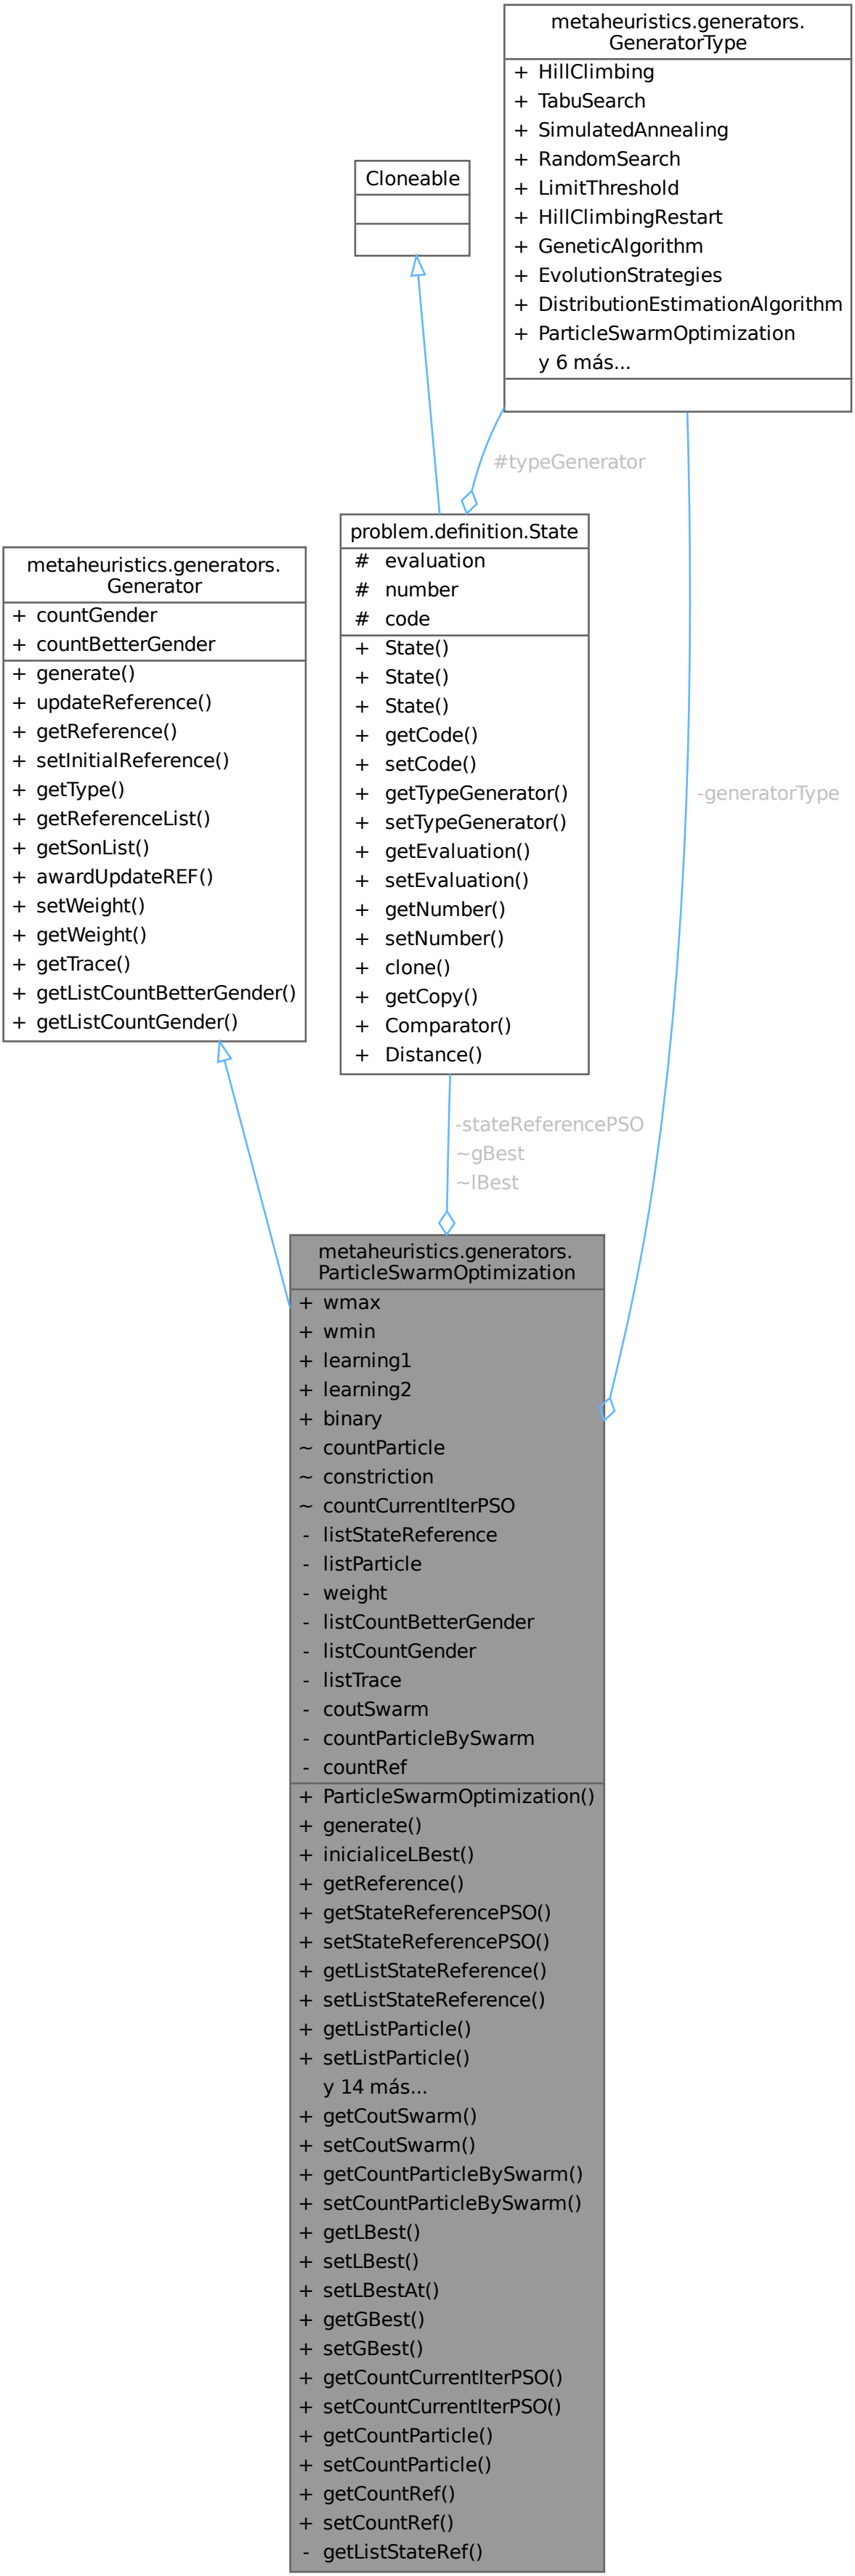 metaheuristics.generators.
GeneratorType
+ HillClimbing
+ TabuSearch
+ SimulatedAnnealing
+ RandomSearch
+ LimitThreshold
+ HillClimbingRestart
+ GeneticAlgorithm
+ EvolutionStrategies
+ DistributionEstimationAlgorithm
+ ParticleSwarmOptimization
y 6 más...
Cloneable
#typeGenerator
problem.definition.State
# evaluation
# number
# code
+ State()
+ State()
+ State()
+ getCode()
+ setCode()
+ getTypeGenerator()
+ setTypeGenerator()
+ getEvaluation()
+ setEvaluation()
+ getNumber()
+ setNumber()
+ clone()
+ getCopy()
+ Comparator()
+ Distance()
metaheuristics.generators.
Generator
+ countGender
+ countBetterGender
+ generate()
+ updateReference()
+ getReference()
+ setInitialReference()
+ getType()
+ getReferenceList()
+ getSonList()
+ awardUpdateREF()
+ setWeight()
+ getWeight()
+ getTrace()
+ getListCountBetterGender()
+ getListCountGender()
-generatorType
-stateReferencePSO
~gBest
~lBest
metaheuristics.generators.
ParticleSwarmOptimization
+ wmax
+ wmin
+ learning1
+ learning2
+ binary
~ countParticle
~ constriction
~ countCurrentIterPSO
- listStateReference
- listParticle
- weight
- listCountBetterGender
- listCountGender
- listTrace
- coutSwarm
- countParticleBySwarm
- countRef
+ ParticleSwarmOptimization()
+ generate()
+ inicialiceLBest()
+ getReference()
+ getStateReferencePSO()
+ setStateReferencePSO()
+ getListStateReference()
+ setListStateReference()
+ getListParticle()
+ setListParticle()
y 14 más...
+ getCoutSwarm()
+ setCoutSwarm()
+ getCountParticleBySwarm()
+ setCountParticleBySwarm()
+ getLBest()
+ setLBest()
+ setLBestAt()
+ getGBest()
+ setGBest()
+ getCountCurrentIterPSO()
+ setCountCurrentIterPSO()
+ getCountParticle()
+ setCountParticle()
+ getCountRef()
+ setCountRef()
- getListStateRef()